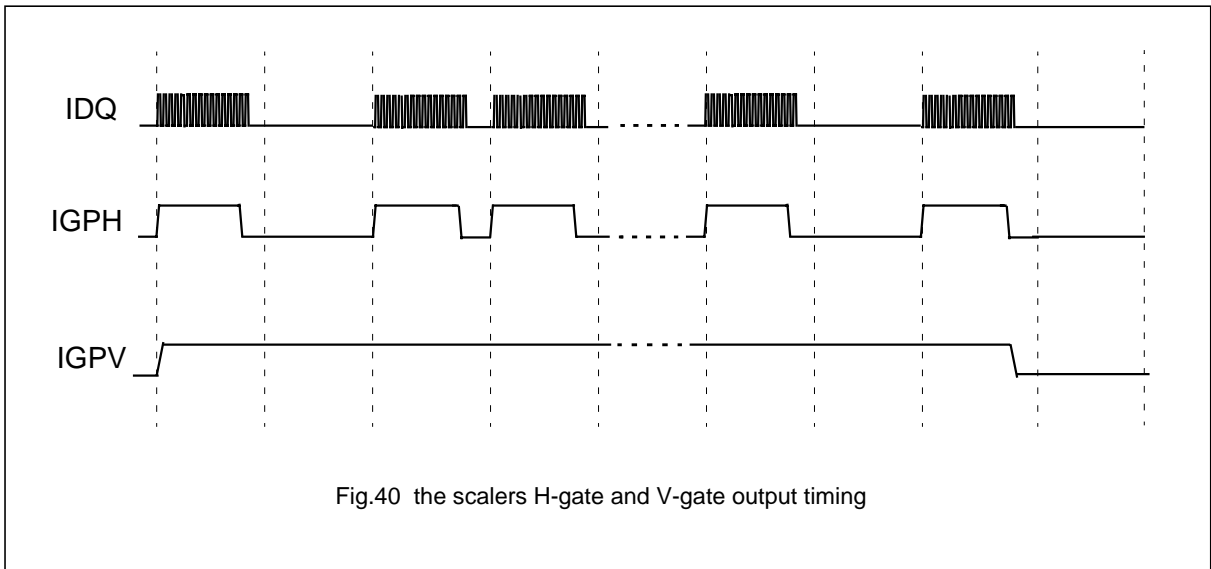 IDQ
IGPH
IGPV
Fig.40 the scalers H-gate and V-gate output timing